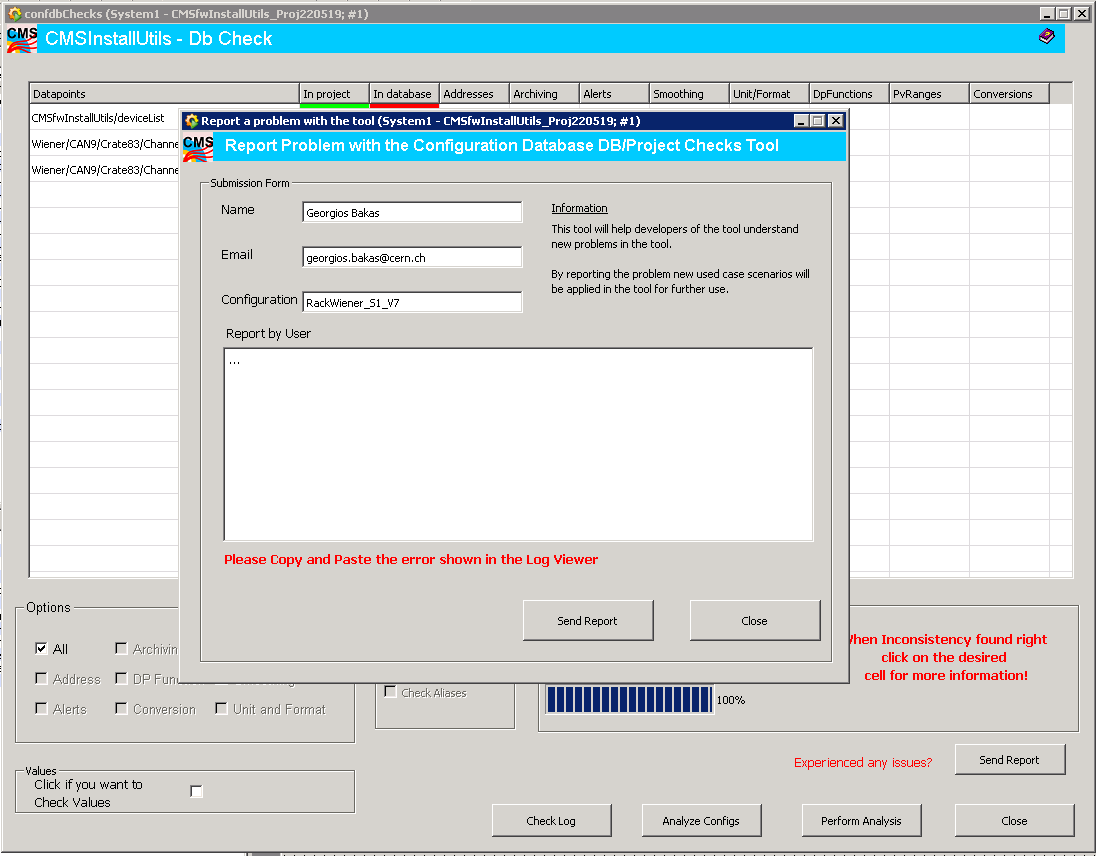 confdbChecks (System1 - CMSfwInstallUtils_Proj220519; #1)
CMS
CMSInstallUtils - Db Check
Datapoints In project In database Addresses Archiving Alerts Smoothing Unit/Format DpFunctions PvRanges Conversions
CMSfwInstallUtils/deviceList
Wiener/CAN9/Crate83/Channe
Wiener/CAN9/Crate83/Channe
Report a problem with the tool (System1 - CMSfwInstallUtils_Proj220519; #1)
CMS
Report Problem with the Configuration Database DB/Project Checks Tool
Submission Form
Name Georgios Bakas
Email georgios.bakas@cern.ch
Configuration RackWiener_S1_V7
Information
This tool will help developers of the tool understand
new problems in the tool.
By reporting the problem new used case scenarios will
be applied in the tool for further use.
Report by User
...
Please Copy and Paste the error shown in the Log Viewer
Send Report Close
Options
All Archivin
Address DP Func
Alerts Conversion Unit and Format
Check Aliases
100%
When Inconsistency found right
click on the desired
cell for more information!
Experienced any issues? Send Report
Values
Click if you want to
Check Values
Check Log Analyze Configs Perform Analysis Close